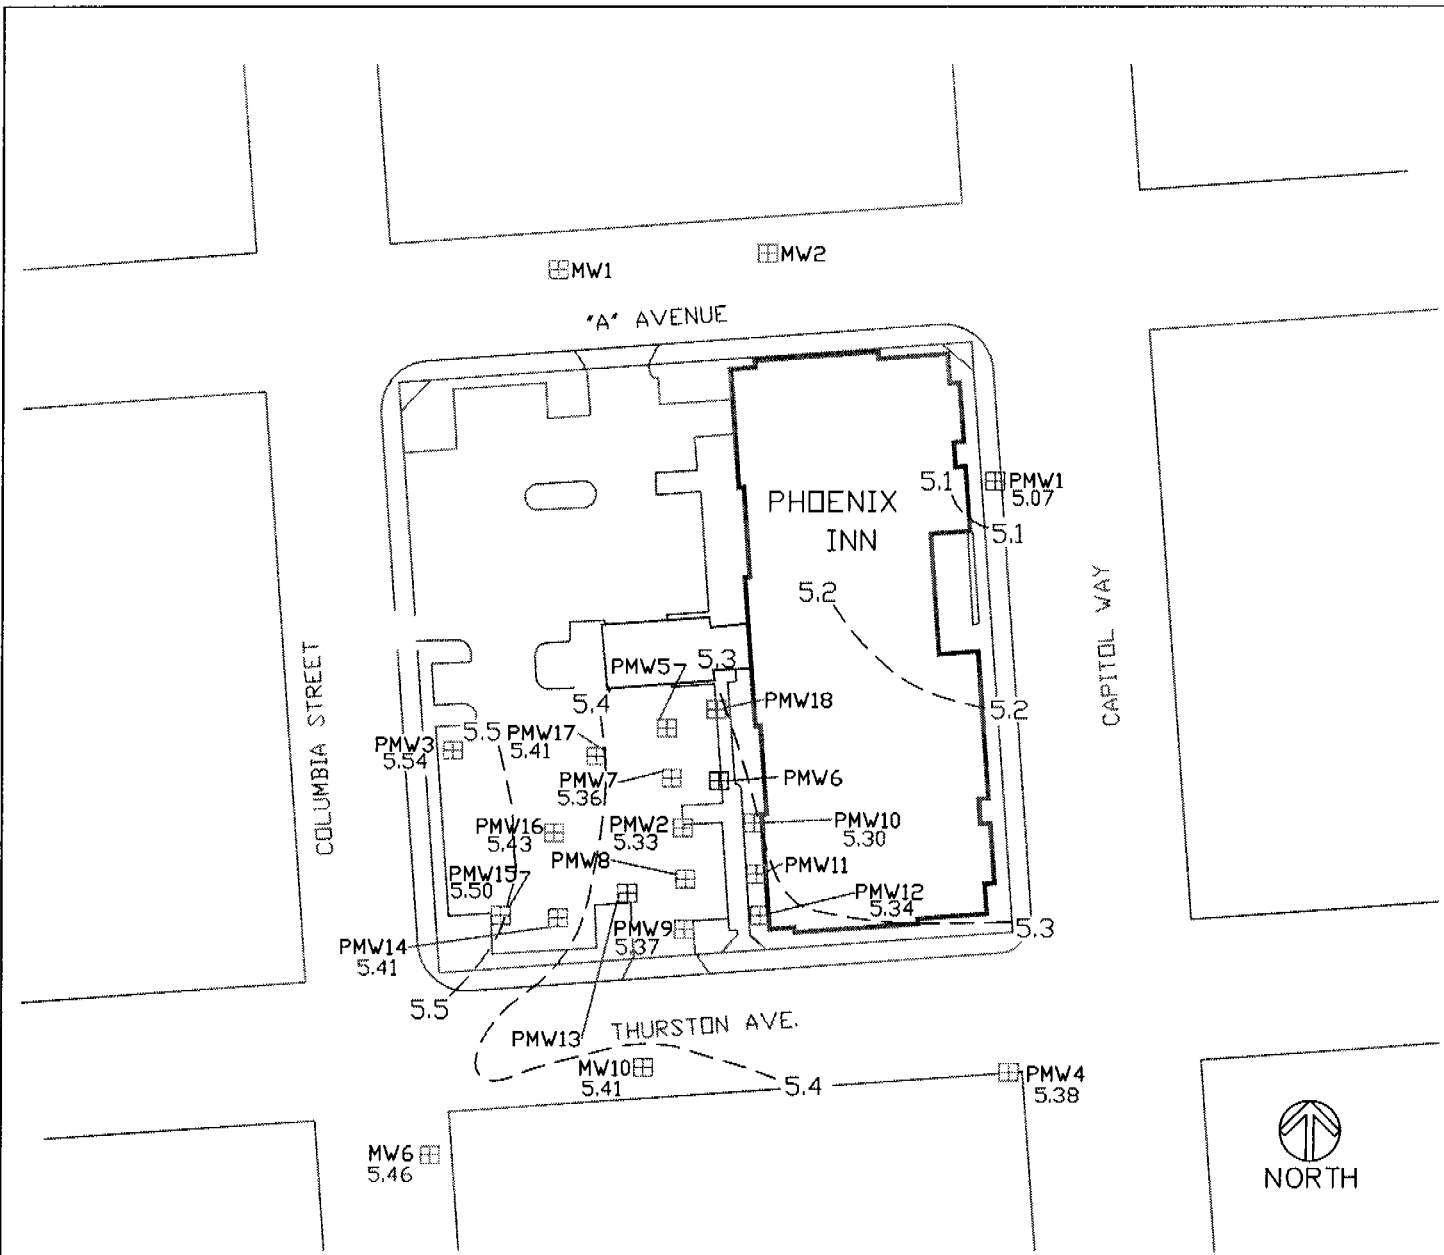 MW1
MW2
"A" AVENUE
5.1
PMW1
5.07
PHOENIX
INN
5.1
5.2
CAPITOL WAY
COLUMBIA STREET
PMW5
5.3
5.4
PMW18
5.2
5.5
PMW17
5.41
PMW3
5.54
PMW7
5.36
PMW6
PMW16
5.43
PMW2
5.33
PMW10
5.30
PMW8
PMW11
PMW15
5.50
PMW12
5.34
PMW9
5.37
5.3
PMW14
5.41
5.5
PMW13
THURSTON AVE.
MW10
5.41
5.4
PMW4
5.38
MW6
5.46
NORTH